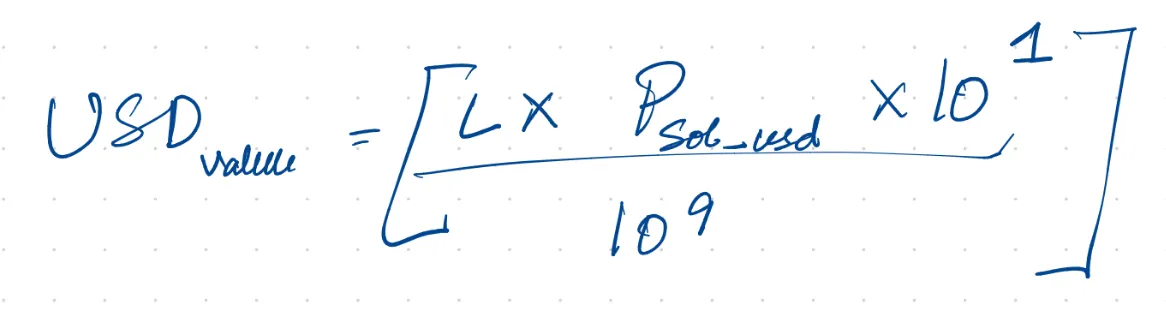 USD_value = [ L × P_sol_usd × 10^1
10^9 ]